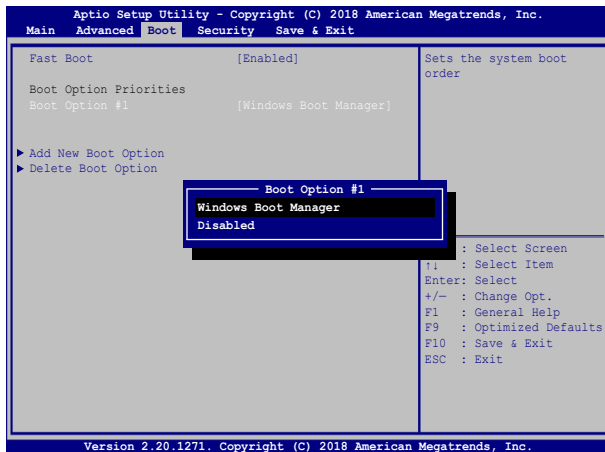 Aptio Setup Utility - Copyright (C) 2018 American Megatrends, Inc.
Main Advanced Boot Security Save & Exit
Fast Boot [Enabled]
Boot Option Priorities
Boot Option #1 [Windows Boot Manager]
Add New Boot Option
Delete Boot Option
Sets the system boot
order
Boot Option #1
Windows Boot Manager
Disabled
: Select Screen
↑↓ : Select Item
Enter: Select
+/— : Change Opt.
F1 : General Help
F9 : Optimized Defaults
F10 : Save & Exit
ESC : Exit
Version 2.20.1271. Copyright (C) 2018 American Megatrends, Inc.